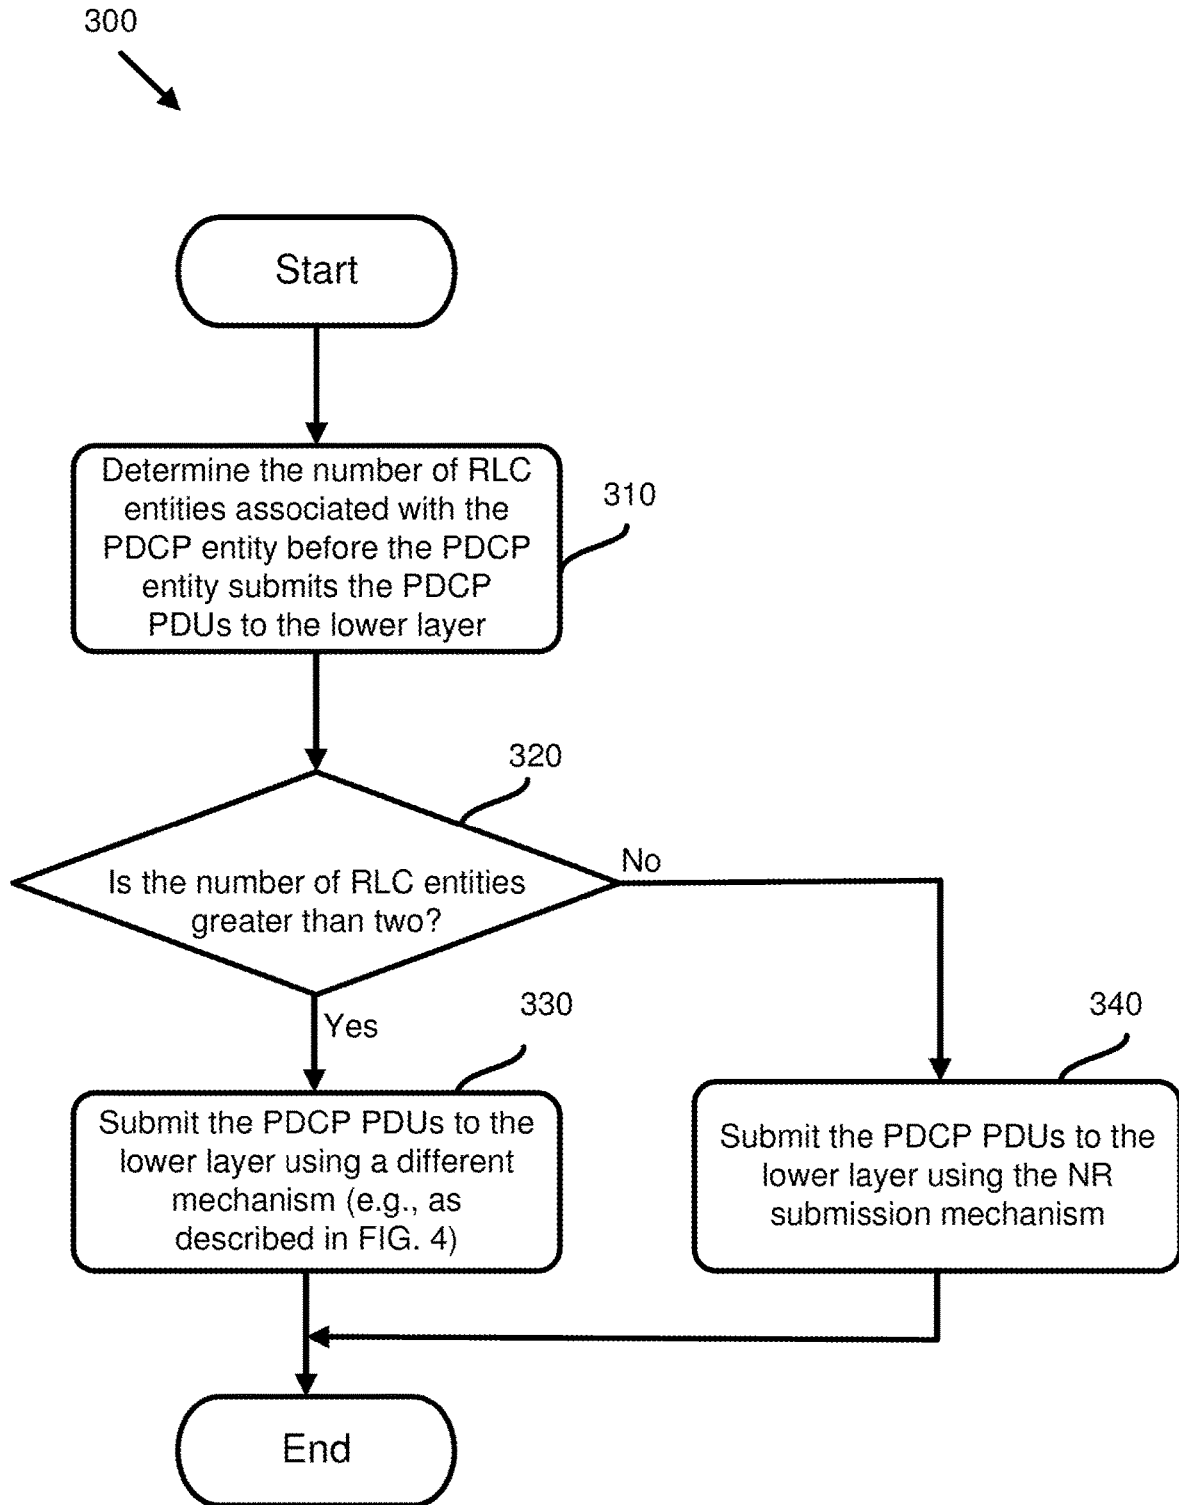 300
Start
Determine the number of RLC
entities associated with the
PDCP entity before the PDCP
entity submits the PDCP
PDUs to the lower layer
310
320
Is the number of RLC entities
greater than two?
No
Yes
330
Submit the PDCP PDUs to the
lower layer using a different
mechanism (e.g., as
described in FIG. 4)
340
Submit the PDCP PDUs to the
lower layer using the NR
submission mechanism
End